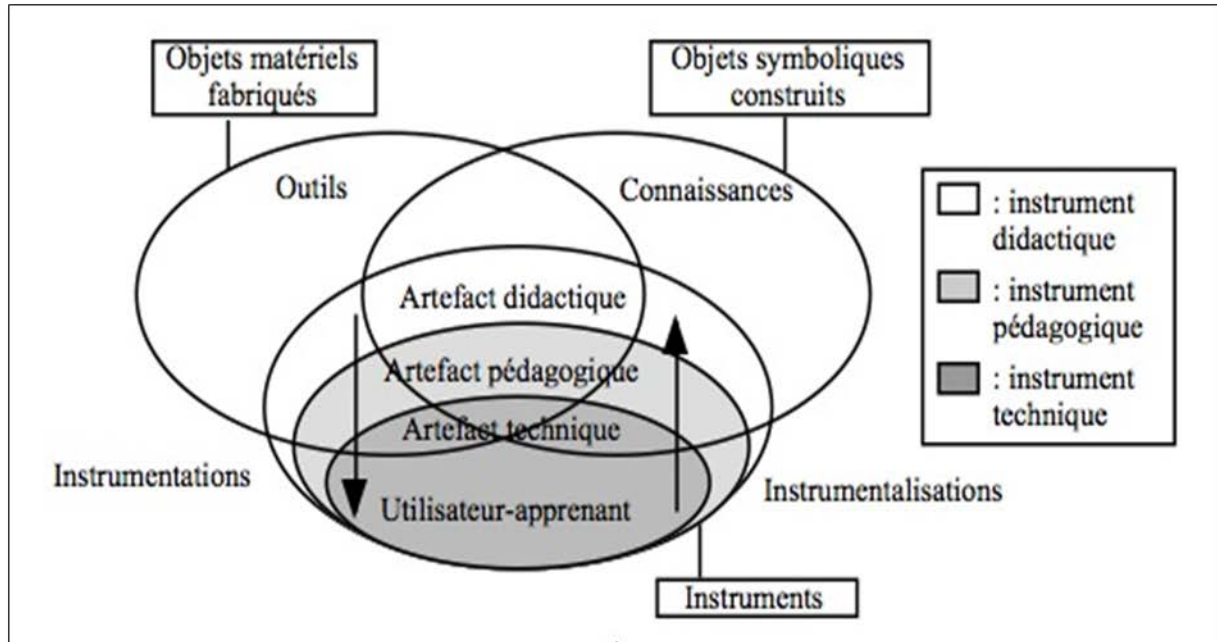 Objets matériels
fabriqués
Objets symboliques
construits
Outils
Connaissances
: instrument
didactique
: instrument
pédagogique
: instrument
technique
Artefact didactique
Artefact pédagogique
Artefact technique
Instrumentations
Instrumentalisations
Utilisateur-apprenant
Instruments